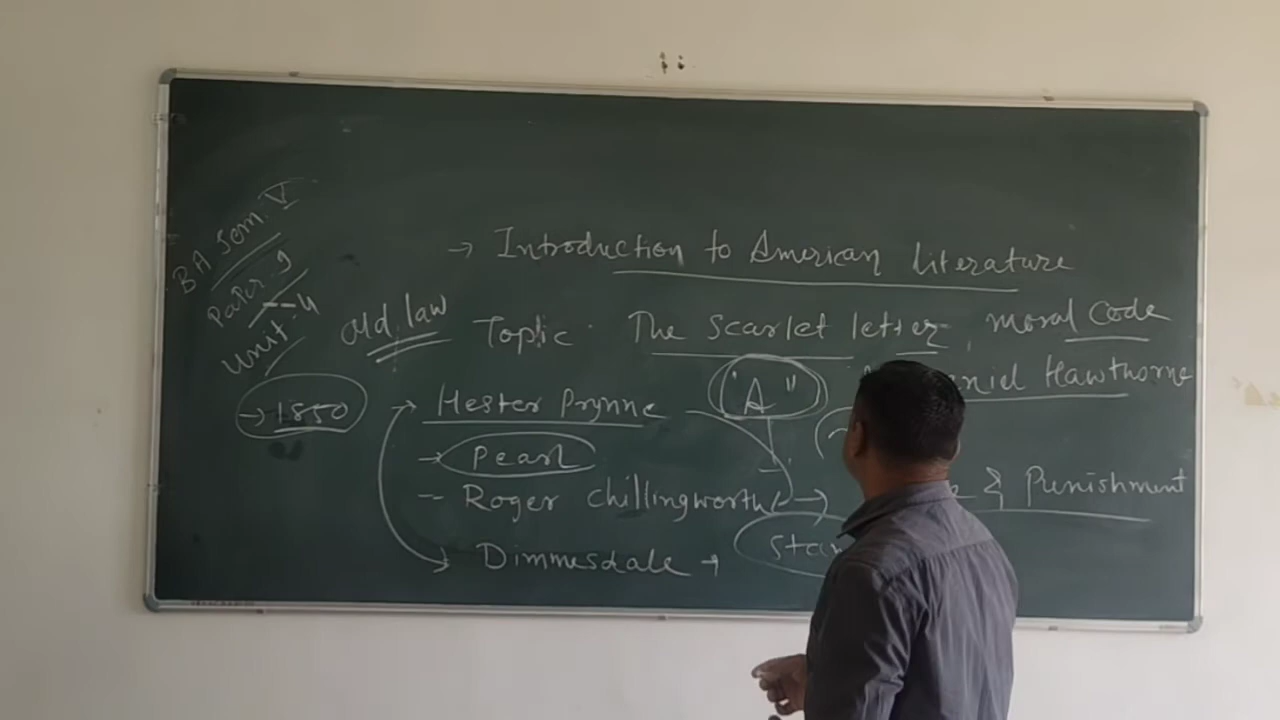 BA Sem. V
Paper 9
Unit: 4
→ Introduction to American literature
Old law
Topic: The Scarlet letter, moral Code
→ 1850
→ Hester Prynne
"A"
Hawthorne
→ Pearl
-- Roger Chillingworth →
& Punishment
Dimmesdale →